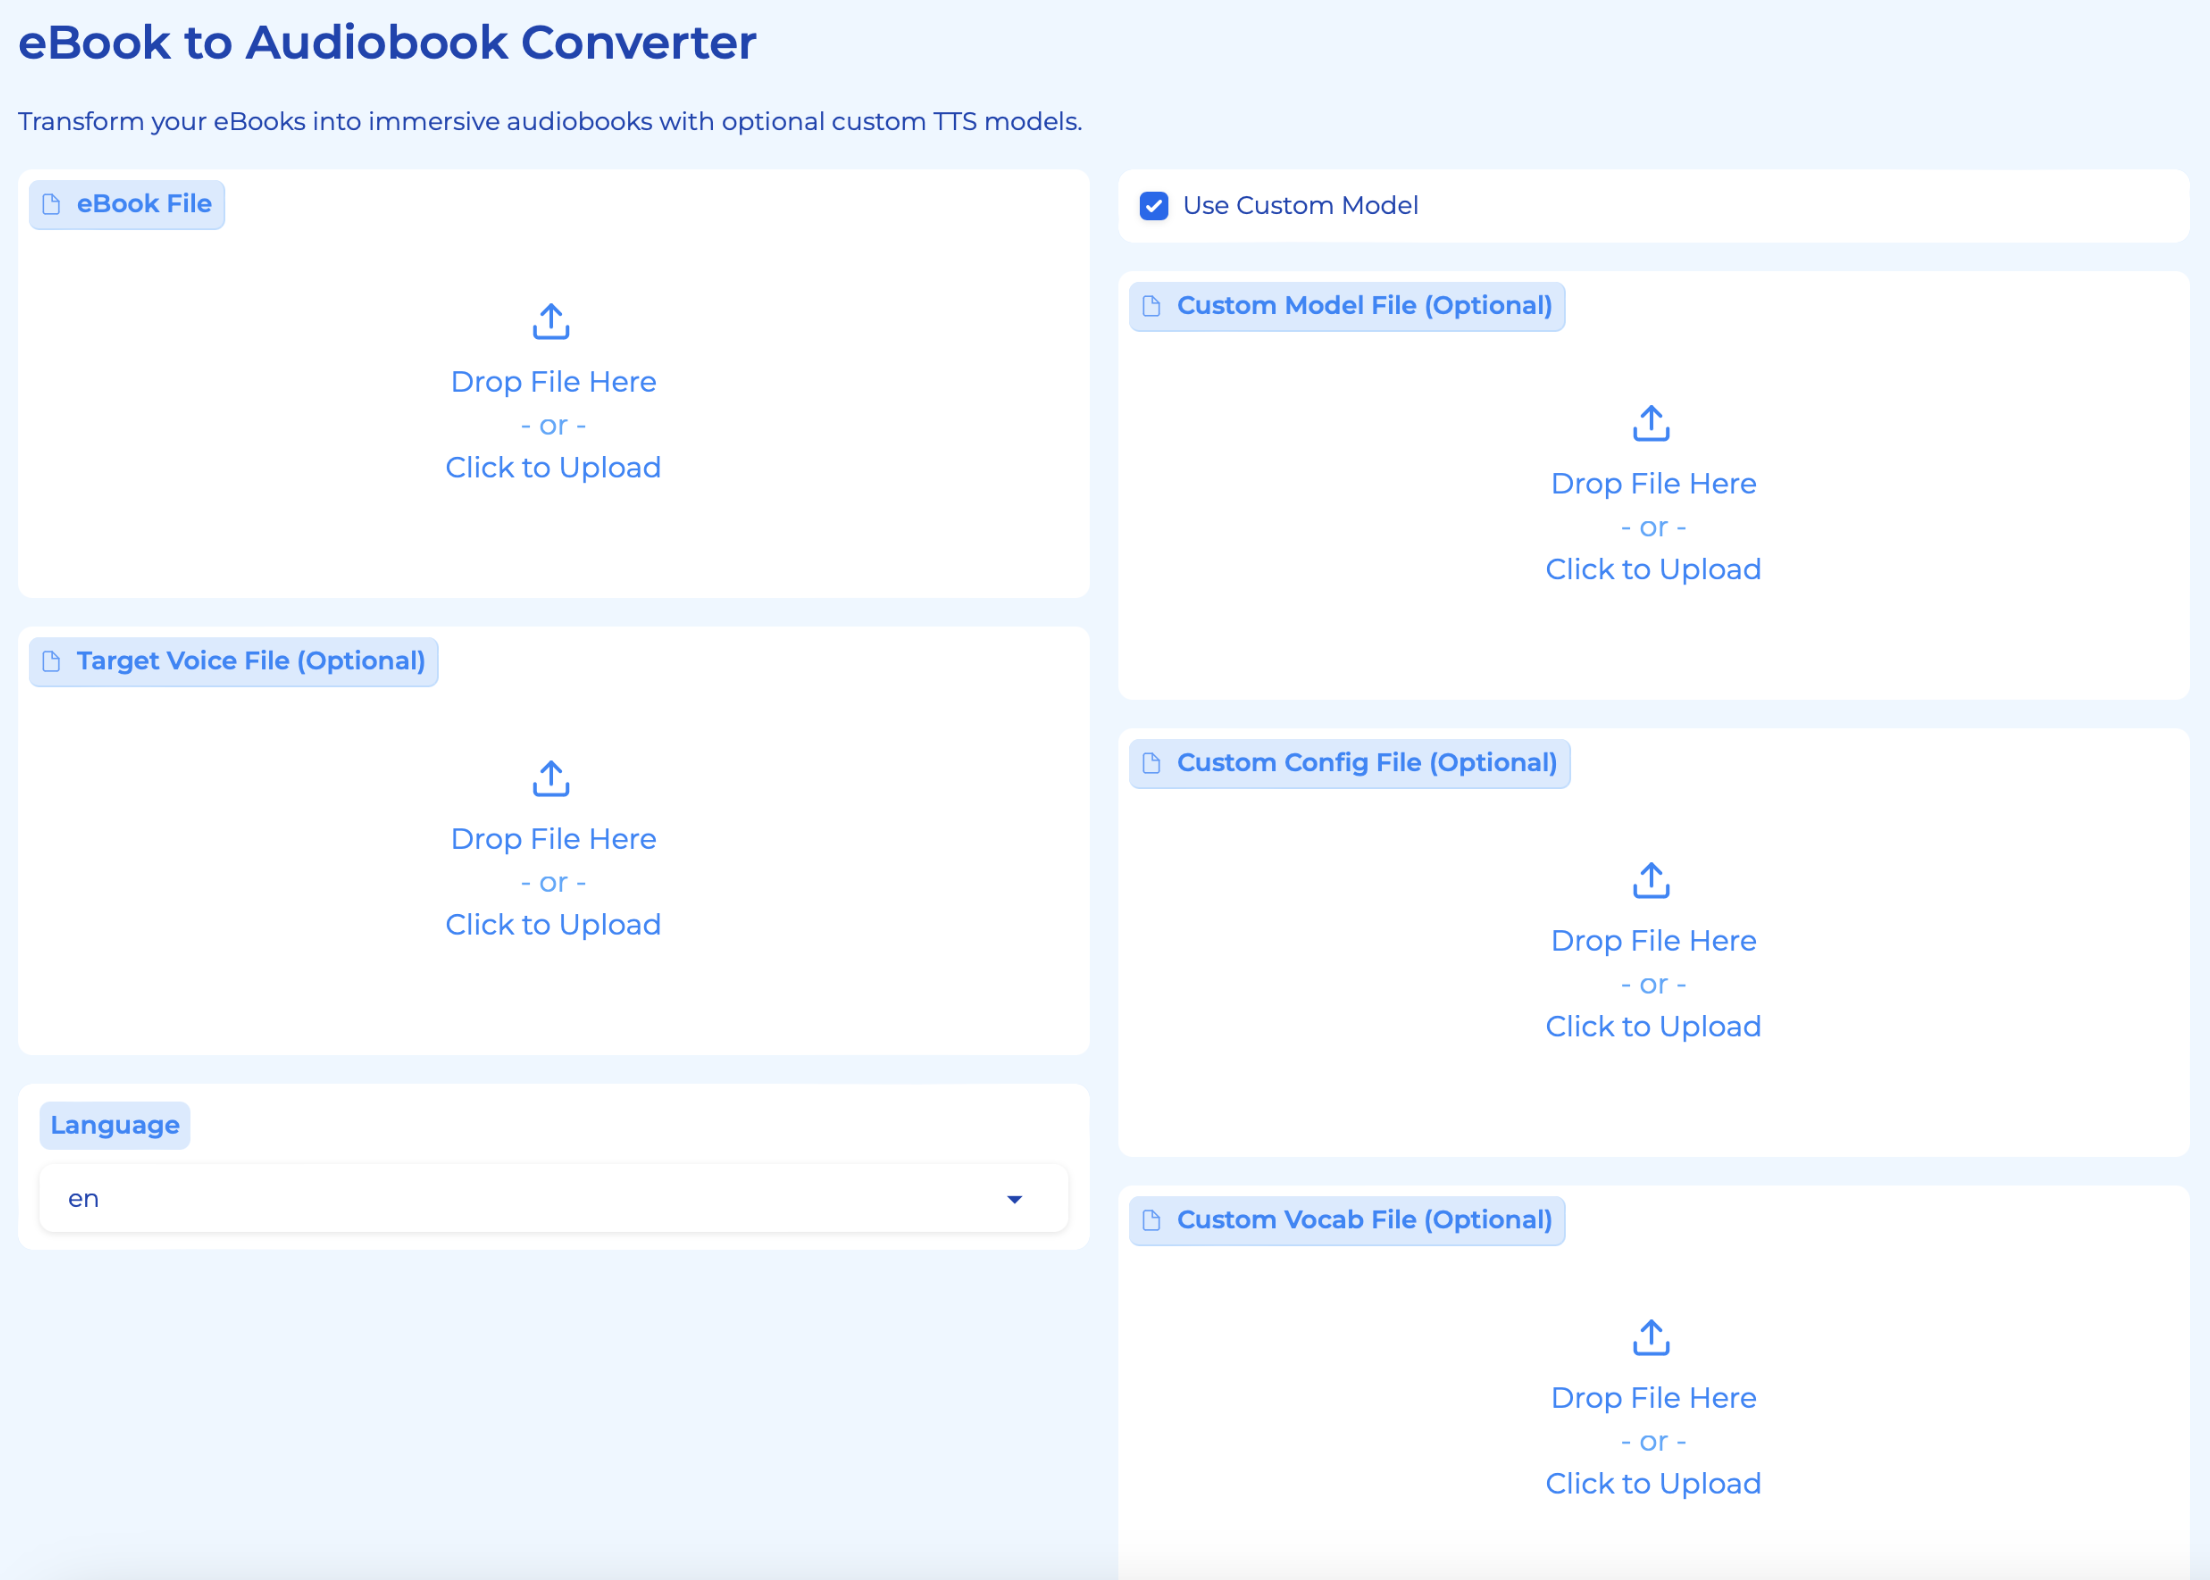 eBook to Audiobook Converter
Transform your eBooks into immersive audiobooks with optional custom TTS models.
eBook File
Drop File Here
- or -
Click to Upload
Target Voice File (Optional)
Drop File Here
- or -
Click to Upload
Language
en
Use Custom Model
Custom Model File (Optional)
Drop File Here
- or -
Click to Upload
Custom Config File (Optional)
Drop File Here
- or -
Click to Upload
Custom Vocab File (Optional)
Drop File Here
- or -
Click to Upload